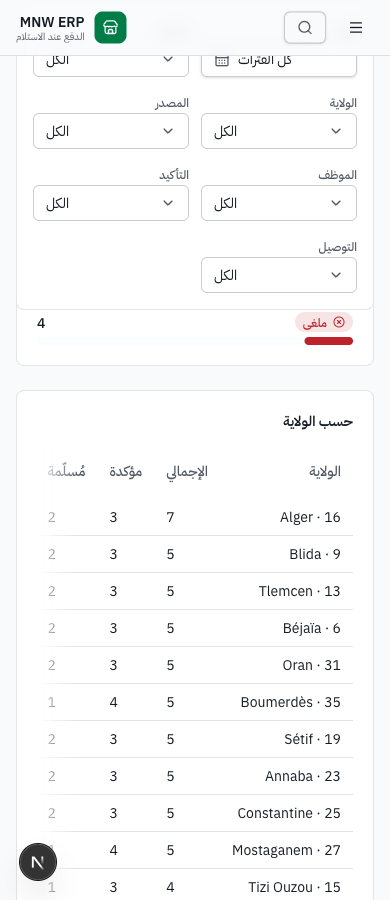 MNW ERP
الدفع عند الاستلام
الكل
كل الفترات
الولاية
المصدر
الكل
الكل
الموظف
التأكيد
الكل
الكل
التوصيل
الكل
ملغى
4
حسب الولاية
الولاية الإجمالي مؤكدة مُسلّمة
16 · Alger 7 3 2
9 · Blida 5 3 2
13 · Tlemcen 5 3 2
6 · Béjaïa 5 3 2
31 · Oran 5 3 2
35 · Boumerdès 5 4 1
19 · Sétif 5 3 2
23 · Annaba 5 3 2
25 · Constantine 5 3 2
27 · Mostaganem 5 4
15 · Tizi Ouzou 4 3 1
N